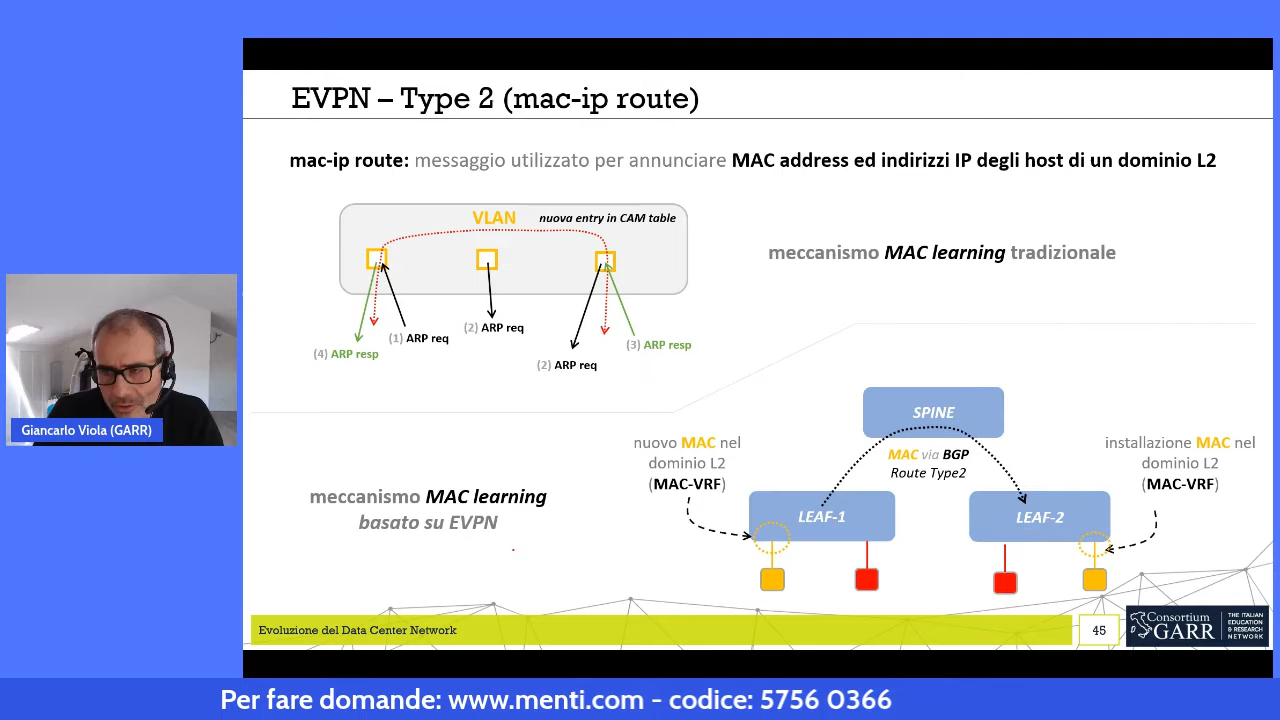 EVPN – Type 2 (mac-ip route)
mac-ip route: messaggio utilizzato per annunciare MAC address ed indirizzi IP degli host di un dominio L2
VLAN
nuova entry in CAM table
(4) ARP resp
(1) ARP req
(2) ARP req
(2) ARP req
(3) ARP resp
meccanismo MAC learning tradizionale
meccanismo MAC learning
basato su EVPN
nuovo MAC nel
dominio L2
(MAC-VRF)
SPINE
MAC via BGP
Route Type2
LEAF-1
LEAF-2
installazione MAC nel
dominio L2
(MAC-VRF)
Giancarlo Viola (GARR)
Evoluzione del Data Center Network
45
Consortium
GARR
THE ITALIAN
EDUCATION
& RESEARCH
NETWORK
Per fare domande: www.menti.com - codice: 5756 0366